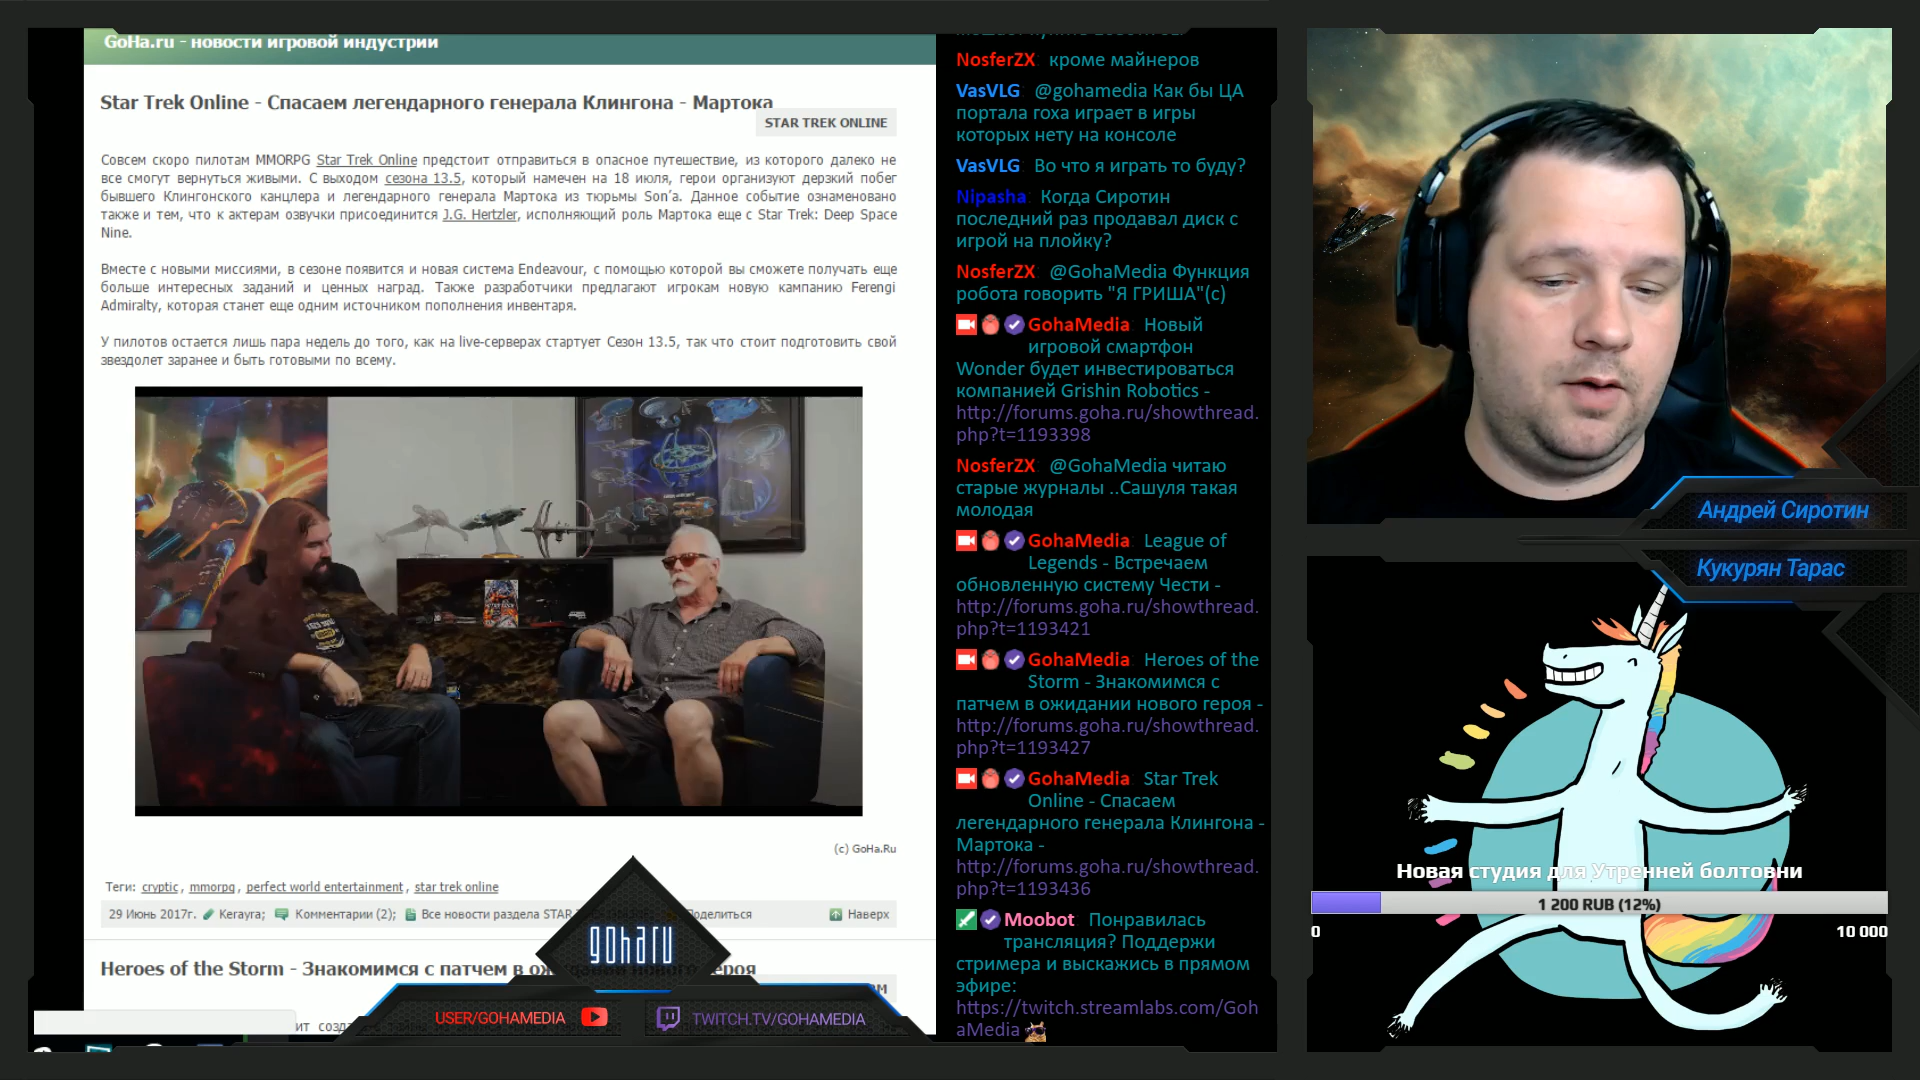 GoHa.ru - новости игровой индустрии
Star Trek Online - Спасаем легендарного генерала Клингона - Мартока
STAR TREK ONLINE
Совсем скоро пилотам MMORPG Star Trek Online предстоит отправиться в опасное путешествие, из которого далеко не
все смогут вернуться живыми. С выходом сезона 13.5, который намечен на 18 июля, герои организуют дерзкий побег
бывшего Клингонского канцлера и легендарного генерала Мартока из тюрьмы Son'a. Данное событие ознаменовано
также и тем, что к актерам озвучки присоединится J.G. Hertzler, исполняющий роль Мартока еще с Star Trek: Deep Space
Nine.
Вместе с новыми миссиями, в сезоне появится и новая система Endeavour, с помощью которой вы сможете получать еще
больше интересных заданий и ценных наград. Также разработчики предлагают игрокам новую кампанию Ferengi
Admiralty, которая станет еще одним источником пополнения инвентаря.
У пилотов остается лишь пара недель до того, как на live-серверах стартует Сезон 13.5, так что стоит подготовить свой
звездолет заранее и быть готовыми по всему.
(c) GoHa.Ru
Теги: cryptic, mmorpg, perfect world entertainment, star trek online
29 Июнь 2017г. Kerayra; Комментарии (2); Все новости раздела STAR Поделиться Наверх
Heroes of the Storm - Знакомимся с патчем в ожидании нового героя
goharu
USER/GOHAMEDIA
TWITCH.TV/GOHAMEDIA
NosferZX: кроме майнеров
VasVLG: @gohamedia Как бы ЦА
портала гоха играет в игры
которых нету на консоле
VasVLG: Во что я играть то буду?
Nipasha: Когда Сиротин
последний раз продавал диск с
игрой на плойку?
NosferZX: @GohaMedia Функция
робота говорить "Я ГРИША"(с)
GohaMedia: Новый
игровой смартфон
Wonder будет инвестироваться
компанией Grishin Robotics -
http://forums.goha.ru/showthread.
php?t=1193398
NosferZX: @GohaMedia читаю
старые журналы ..Сашуля такая
молодая
GohaMedia: League of
Legends - Встречаем
обновленную систему Чести -
http://forums.goha.ru/showthread.
php?t=1193421
GohaMedia: Heroes of the
Storm - Знакомимся с
патчем в ожидании нового героя -
http://forums.goha.ru/showthread.
php?t=1193427
GohaMedia: Star Trek
Online - Спасаем
легендарного генерала Клингона -
Мартока -
http://forums.goha.ru/showthread.
php?t=1193436
Moobot: Понравилась
трансляция? Поддержи
стримера и выскажись в прямом
эфире:
https://twitch.streamlabs.com/Goh
aMedia
Андрей Сиротин
Кукурян Тарас
Новая студия для Утренней болтовни
1 200 RUB (12%)
0
10 000